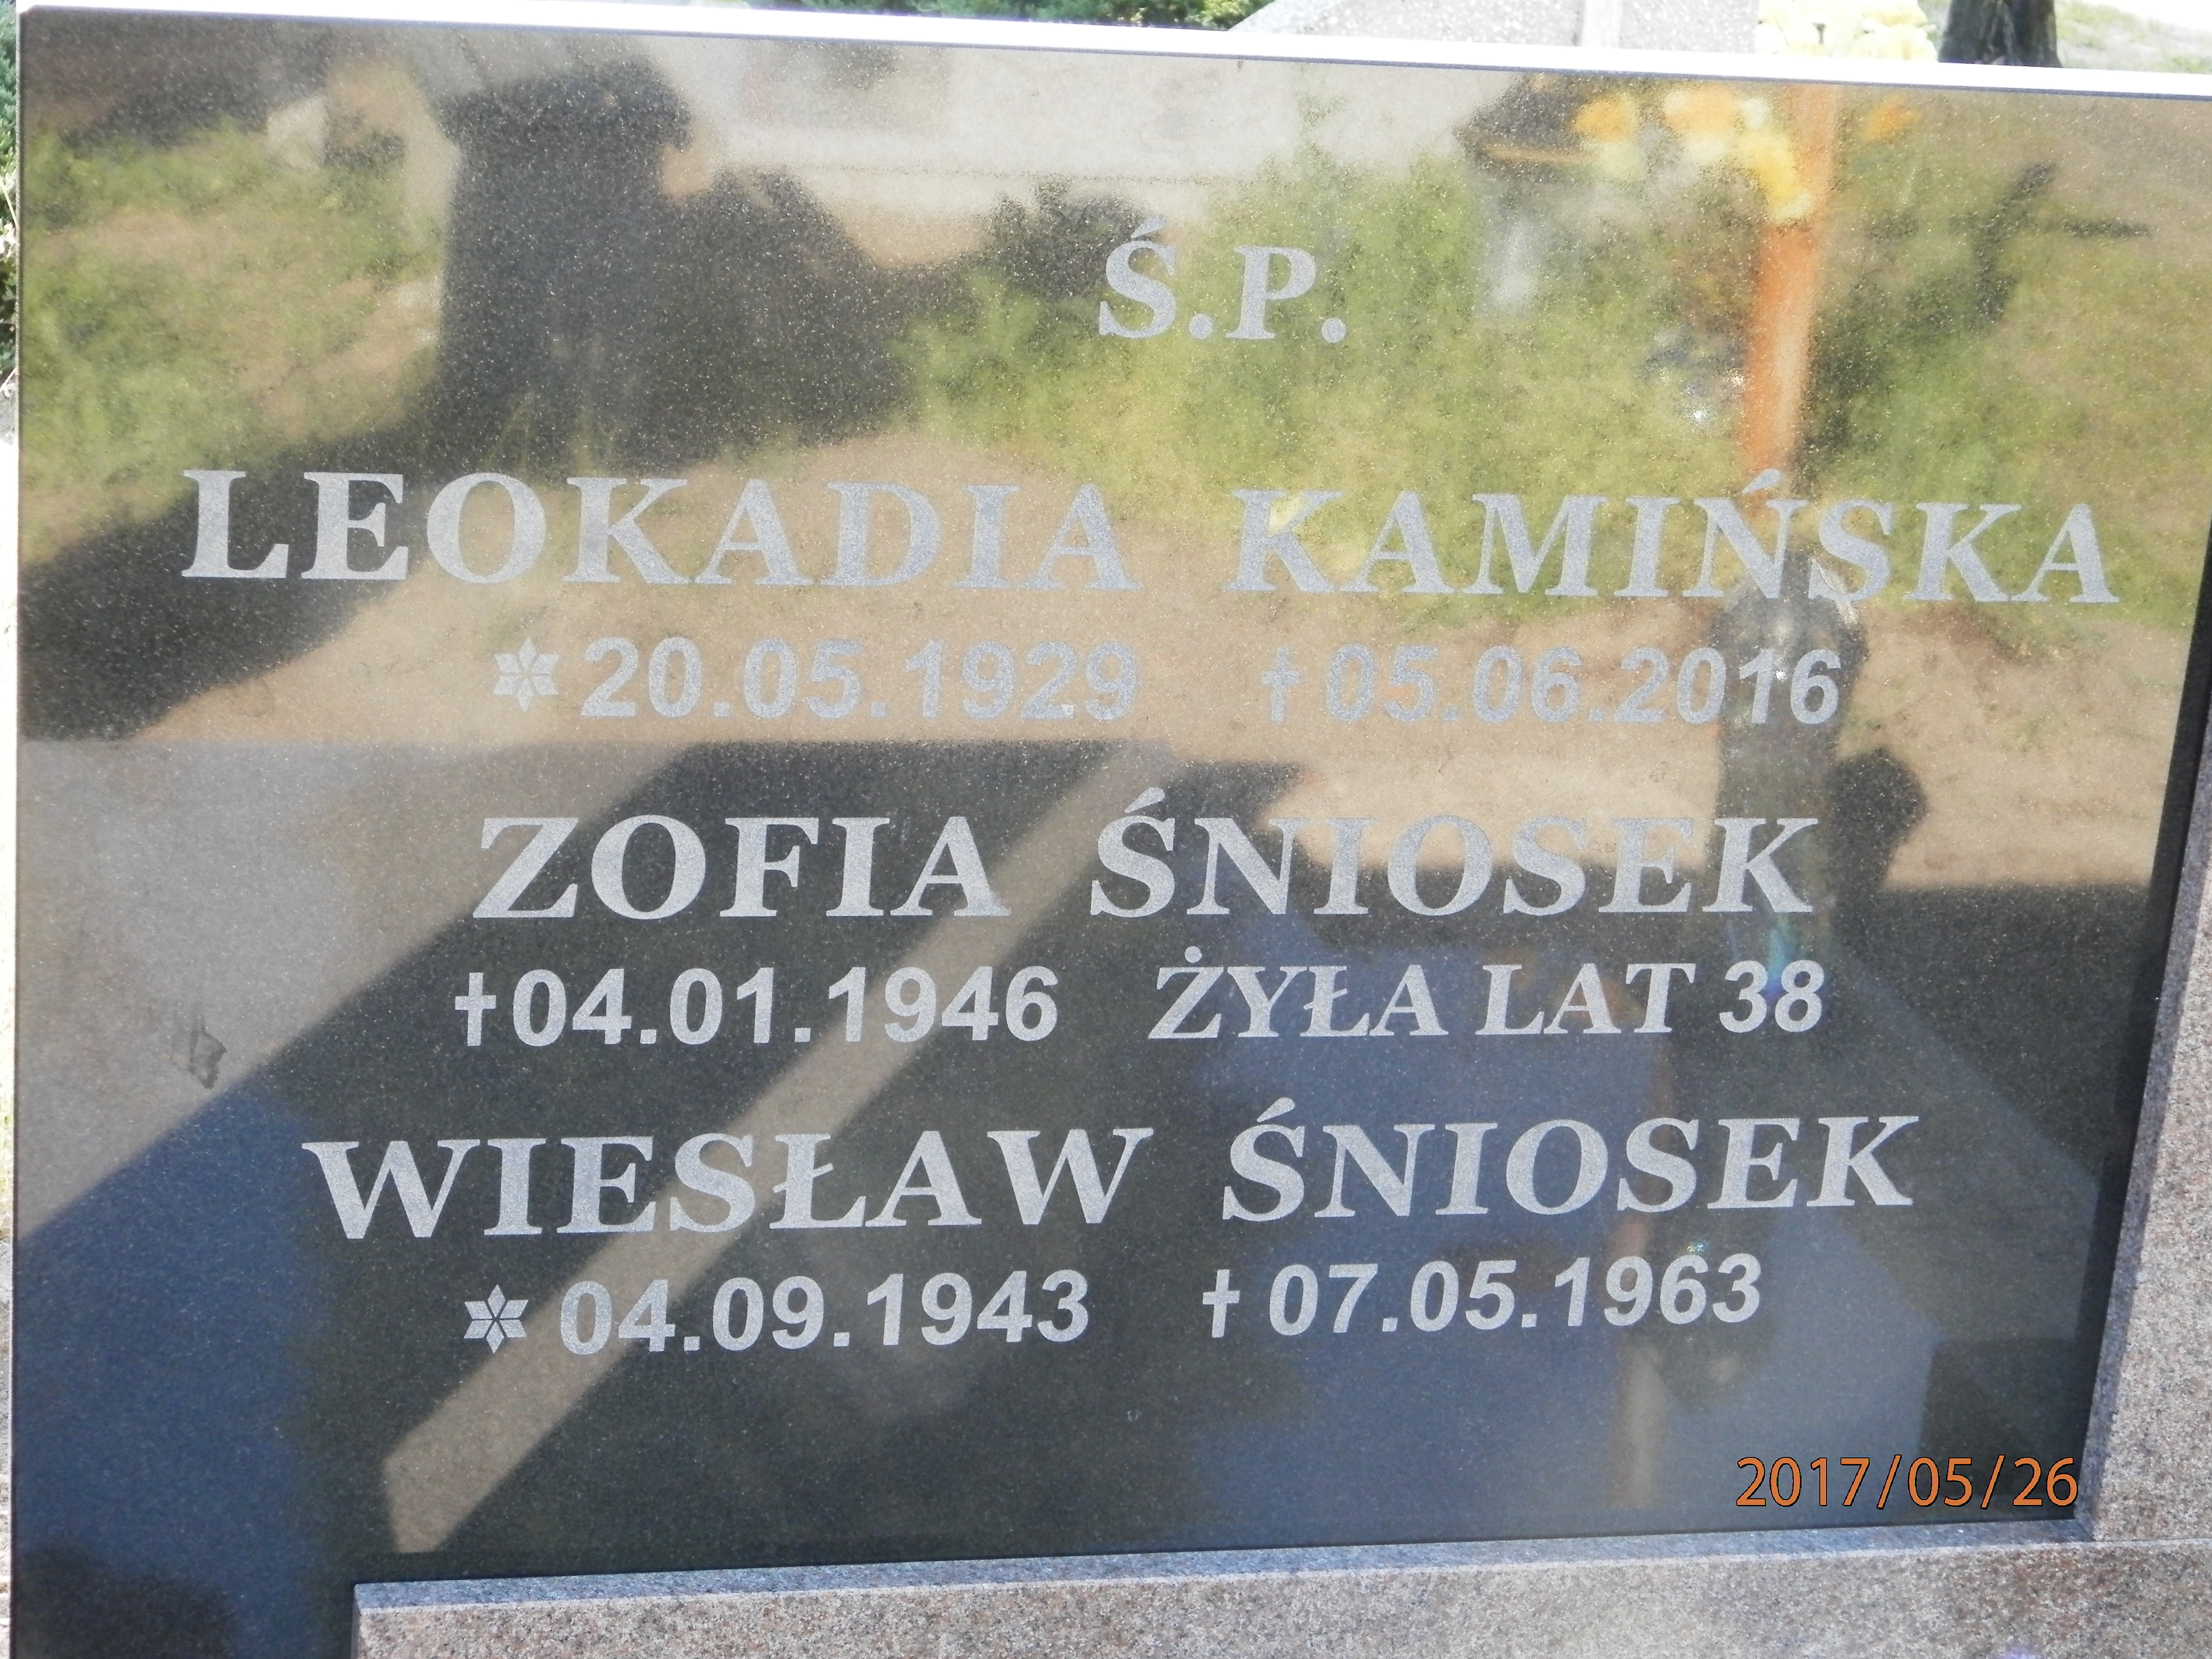 Ś.P.
LEOKADIA KAMIŃSKA
✲20.05.1929 †05.06.2016
ZOFIA ŚNIOSEK
†04.01.1946 ŻYŁA LAT 38
WIESŁAW ŚNIOSEK
✲04.09.1943 †07.05.1963
2017/05/26